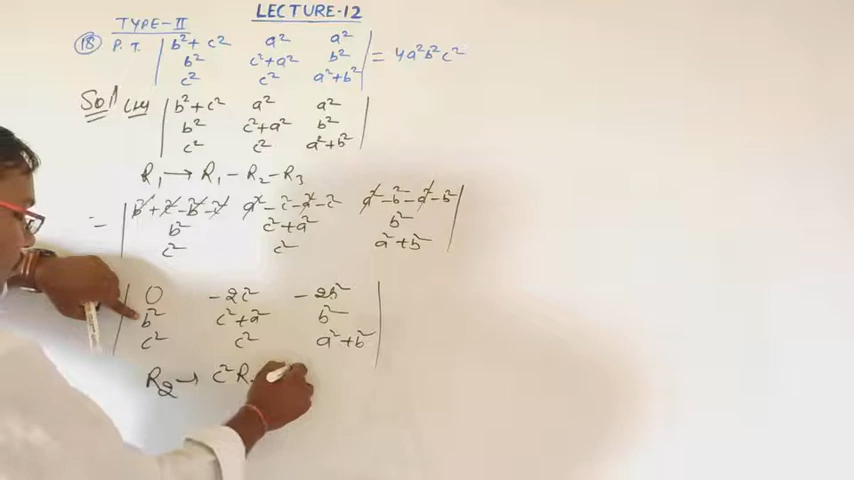 LECTURE-12
TYPE-II
(18) P.T. | b²+c² a² a² |
| b² c²+a² b² | = 4a²b²c²
| c² c² a²+b² |
Sol | b²+c² a² a² |
| b² c²+a² b² |
| c² c² a²+b² |
R₁ → R₁ - R₂ - R₃
= | b²+c²-b²-c² a²-c²-a²-c² a²-b²-a²-b² |
| b² c²+a² b² |
| c² c² a²+b² |
| 0 -2c² -2b² |
| b² c²+a² b² |
| c² c² a²+b² |
R₂ → c²R